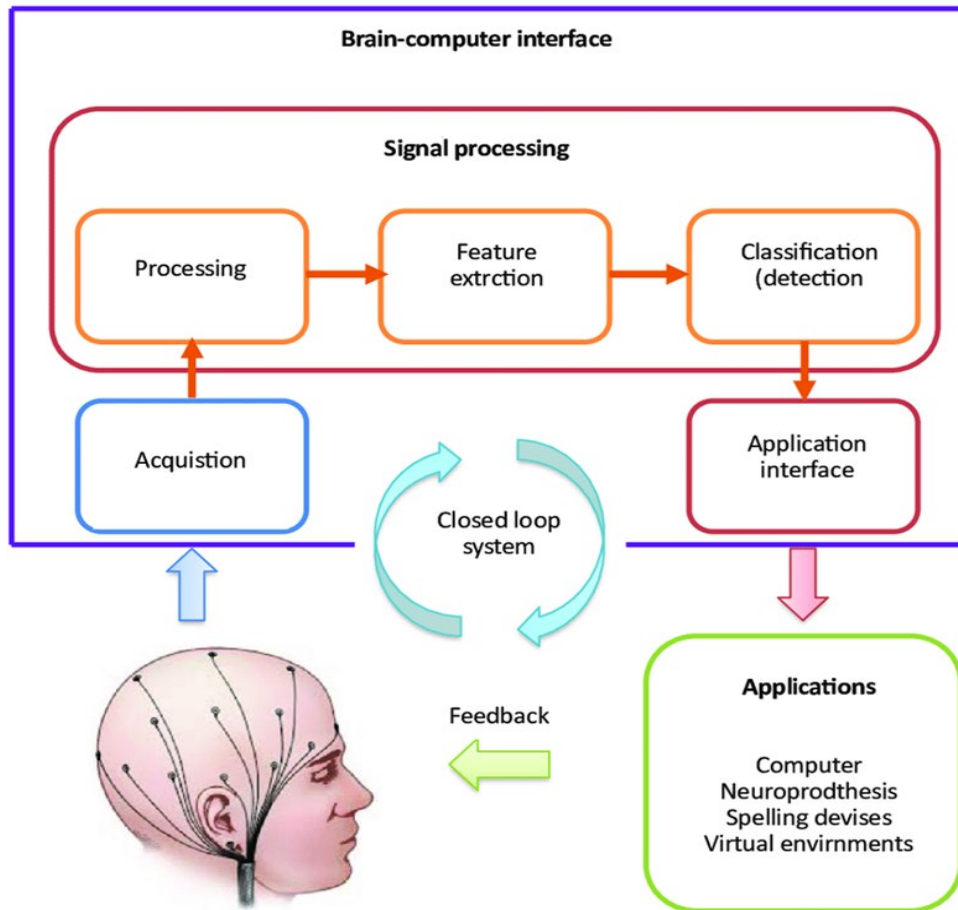 Brain-computer interface
Signal processing
Processing
Feature
extrction
Classification
(detection
Acquistion
Application
interface
Closed loop
system
Feedback
Applications
Computer
Neuroprodthesis
Spelling devises
Virtual envirnments